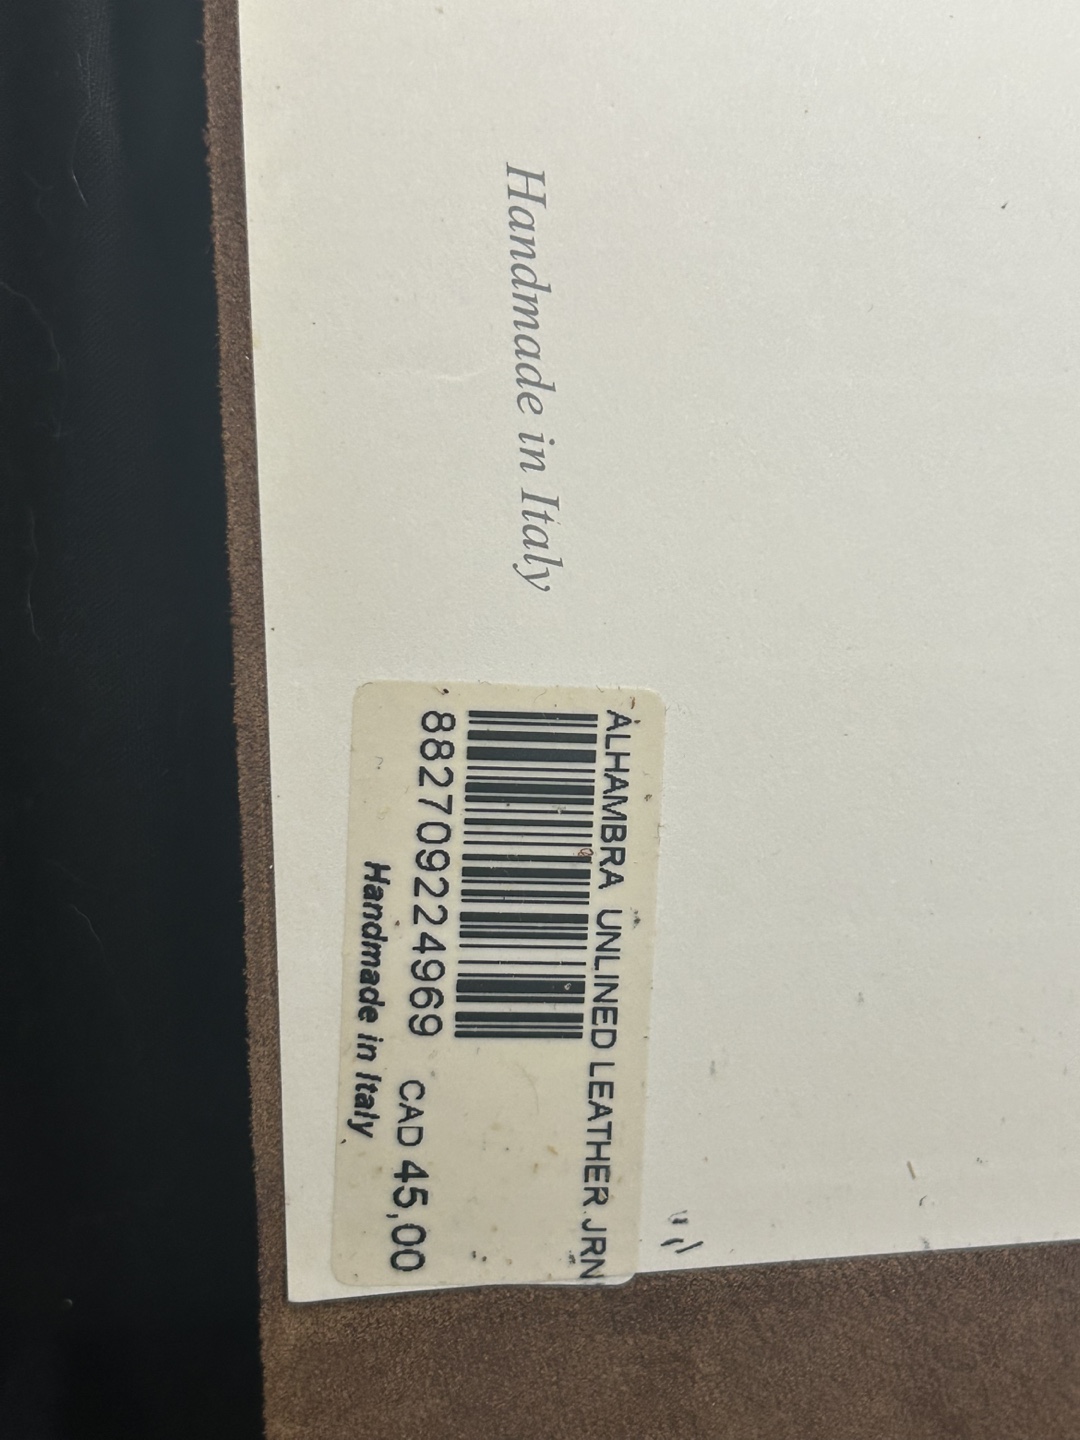 Handmade in Italy
ALHAMBRA UNLINED LEATHER JRN
882709224969 CAD 45,00
Handmade in Italy